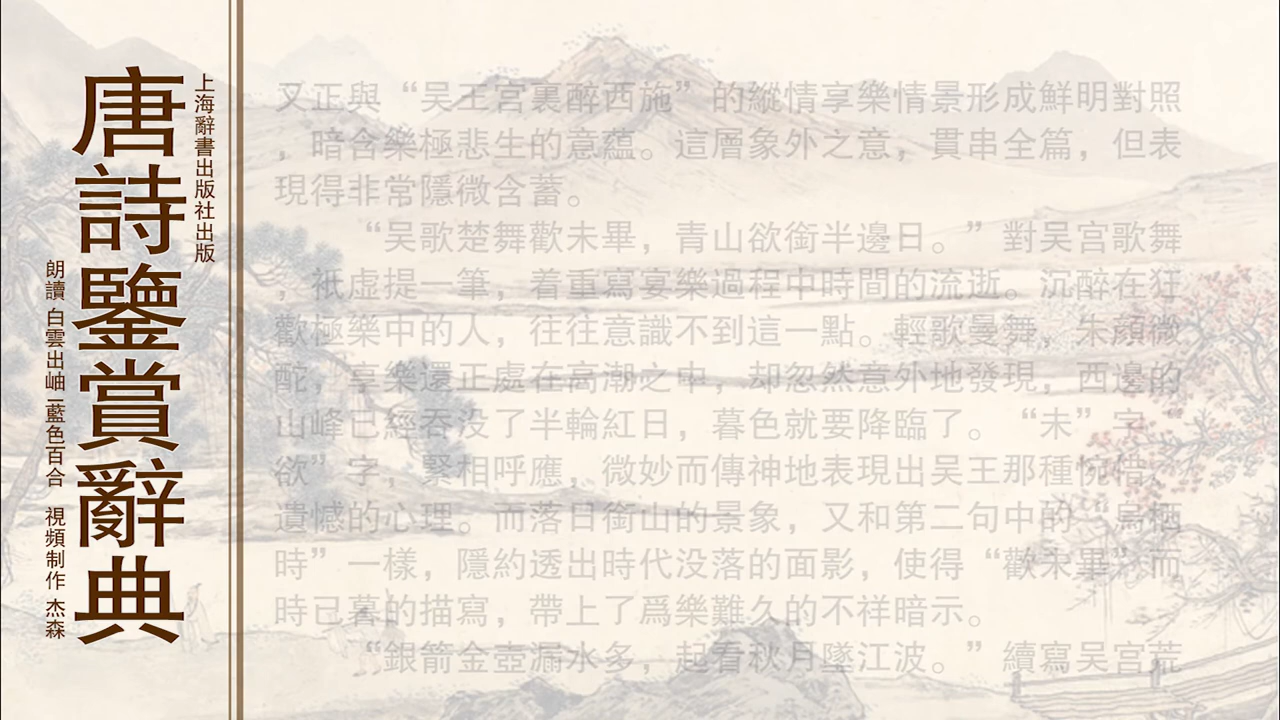 上海辭書出版社出版
唐詩鑒賞辭典
朗讀 白雲出岫 藍色百合 視頻制作 杰森
又正與“吴王宫裏醉西施”的縱情享樂情景形成鮮明對照
，暗含樂極悲生的意藴。這層象外之意，貫串全篇，但表
現得非常隱微含蓄。
“吴歌楚舞歡未畢，青山欲銜半邊日。”對吴宫歌舞
，衹虚提一筆，着重寫宴樂過程中時間的流逝。沉醉在狂
歡極樂中的人，往往意識不到這一點。輕歌曼舞，朱顔微
酡，享樂還正處在高潮之中，却忽然意外地發現，西邊的
山峰已經吞没了半輪紅日，暮色就要降臨了。“未”字、“
欲”字，緊相呼應，微妙而傳神地表現出吴王那種惋惜、
遺憾的心理。而落日銜山的景象，又和第二句中的“烏栖
時”一樣，隱約透出時代没落的面影，使得“歡未畢”而
時已暮的描寫，帶上了爲樂難久的不祥暗示。
“銀箭金壺漏水多，起看秋月墜江波。”續寫吴宫荒